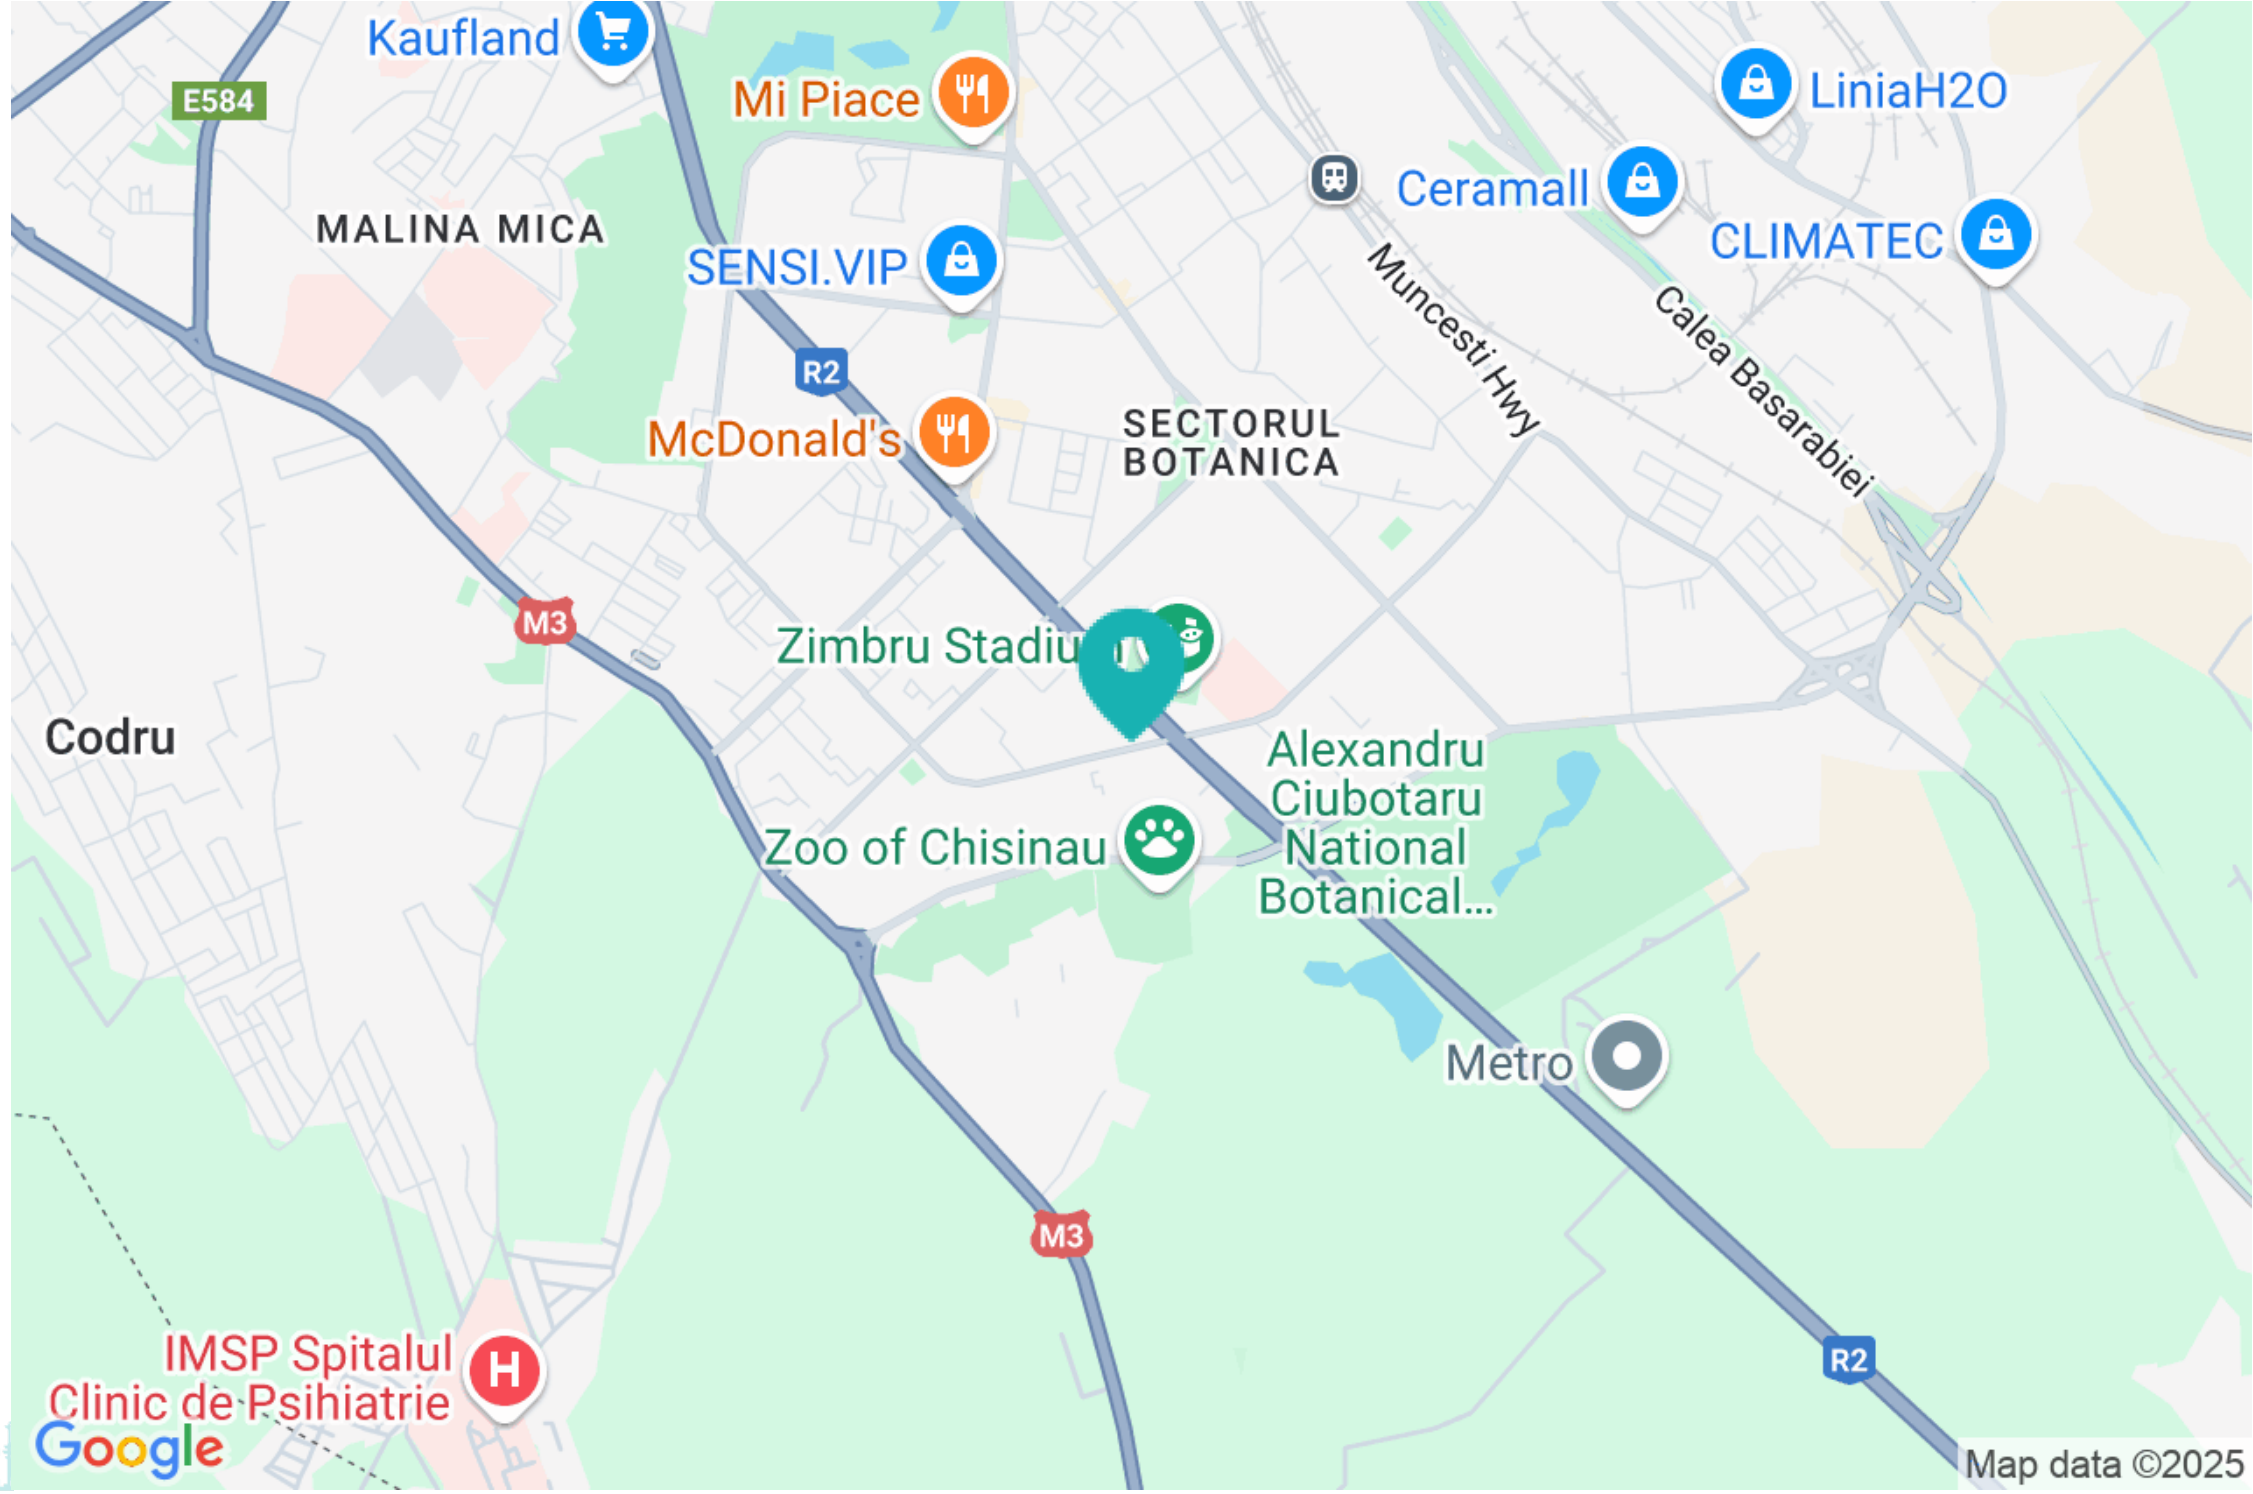 Kaufland
E584
Mi Piace
LiniaH2O
Ceramall
MALINA MICA
CLIMATEC
SENSI.VIP
Muncesti Hwy
Calea Basarabiei
R2
McDonald's
SECTORUL
BOTANICA
M3
Zimbru Stadiu
Codru
Alexandru
Ciubotaru
National
Botanical...
Zoo of Chisinau
Metro
M3
IMSP Spitalul
Clinic de Psihiatrie
H
R2
Google
Map data ©2025